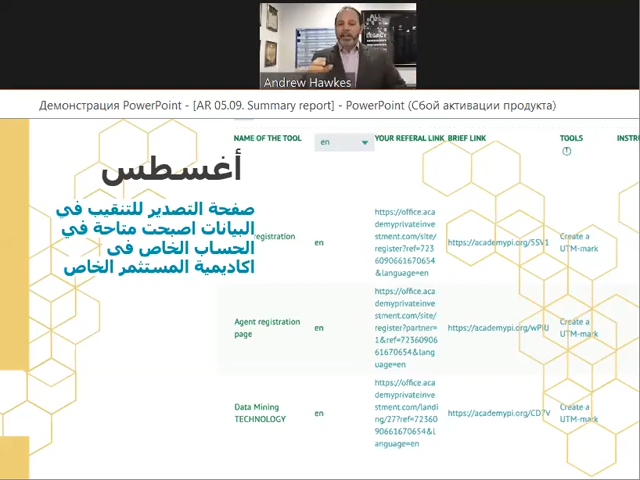 LEGACY
Andrew Hawkes
Демонстрация PowerPoint - [AR 05.09. Summary report] - PowerPoint (Сбой активации продукта)
أغسطس
صفحة التصدير للتنقيب في
البيانات اصبحت متاحة في
الحساب الخاص في
اكاديمية المستثمر الخاص
NAME OF THE TOOL en YOUR REFERAL LINK BRIEF LINK TOOLS INSTRU
egistration
en
https://office.aca
demyprivateinve
stment.com/site/
register?ref=723
6090661670654
&language=en
https://academypi.org/5SV1
Create a
UTM-mark
Agent registration
page
en
https://office.aca
demyprivateinve
stment.com/site/
register?partner=
1&ref=72360906
61670654&lang
uage=en
https://academypi.org/wPIU
Create a
UTM-mark
Data Mining
TECHNOLOGY
en
https://office.aca
demyprivateinve
stment.com/landi
ng/27?ref=72360
90661670654&l
anguage=en
https://academypi.org/CD7V
Create a
UTM-mark